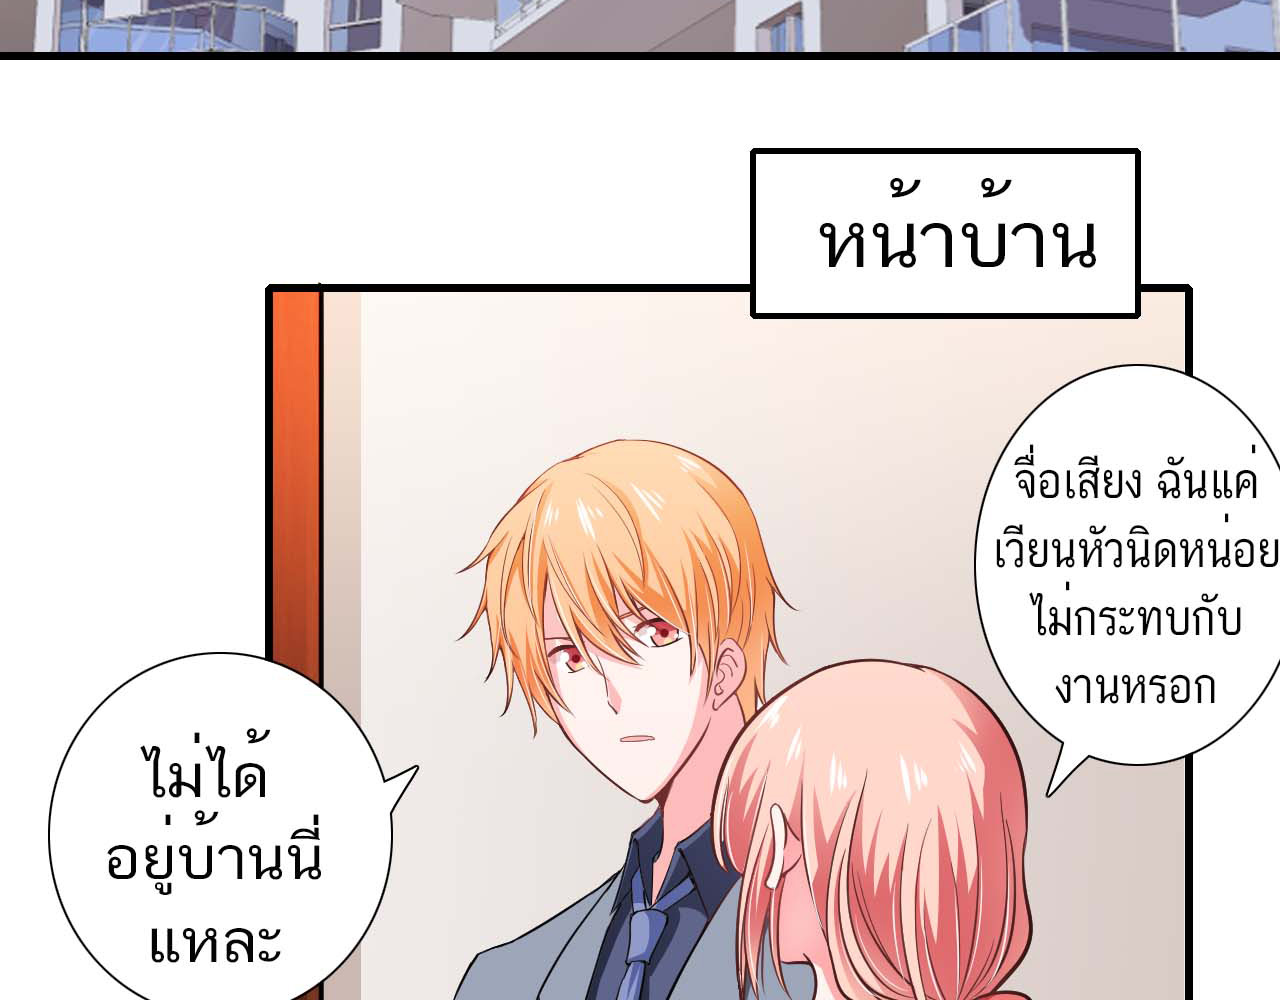 หน้าบ้าน
จื่อเสียง ฉันแค่
เวียนหัวนิดหน่อย
ไม่กระทบกับ
งานหรอก
ไม่ได้
อยู่บ้านนี่
แหละ